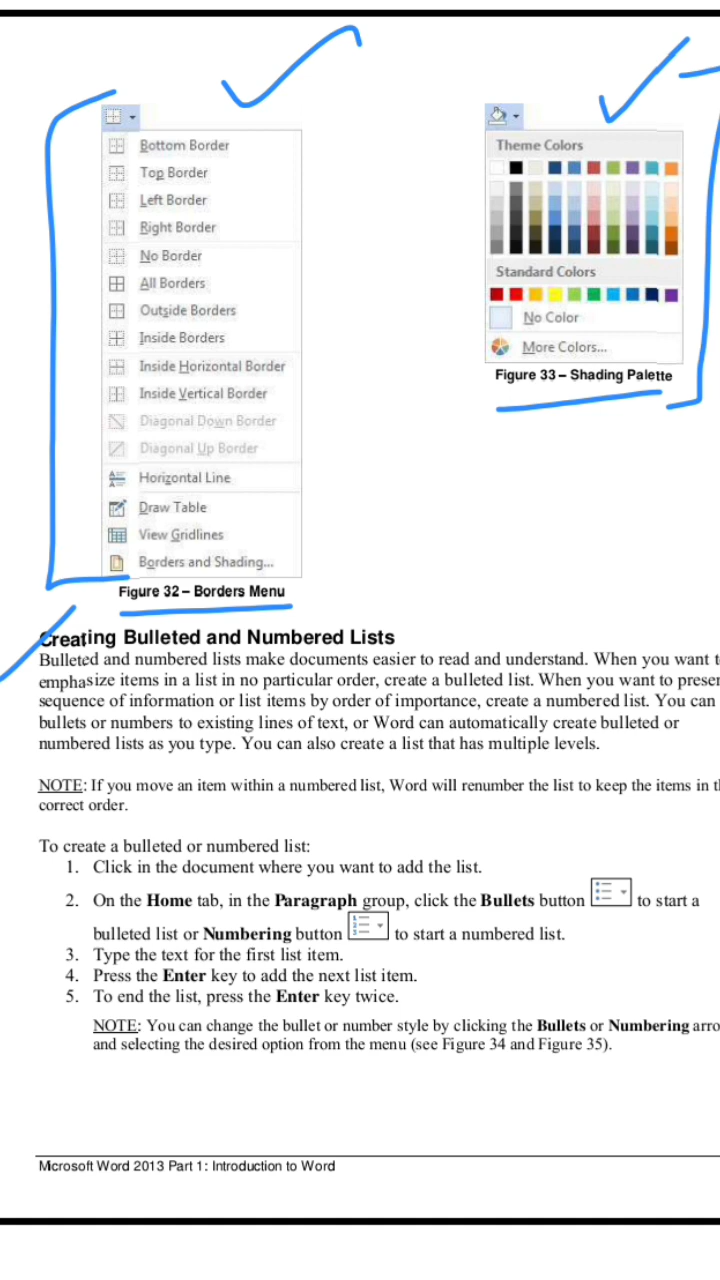 Bottom Border
Top Border
Left Border
Right Border
No Border
All Borders
Outside Borders
Inside Borders
Inside Horizontal Border
Inside Vertical Border
Diagonal Down Border
Diagonal Up Border
Horizontal Line
Draw Table
View Gridlines
Borders and Shading...
Figure 32 – Borders Menu
Theme Colors
Standard Colors
No Color
More Colors...
Figure 33 – Shading Palette
Creating Bulleted and Numbered Lists
Bulleted and numbered lists make documents easier to read and understand. When you want
emphasize items in a list in no particular order, create a bulleted list. When you want to
sequence of information or list items by order of importance, create a numbered list. You can
bullets or numbers to existing lines of text, or Word can automatically create bulleted or
numbered lists as you type. You can also create a list that has multiple levels.
NOTE: If you move an item within a numbered list, Word will renumber the list to keep the items in
correct order.
To create a bulleted or numbered list:
1. Click in the document where you want to add the list.
2. On the Home tab, in the Paragraph group, click the Bullets button to start a
bulleted list or Numbering button to start a numbered list.
3. Type the text for the first list item.
4. Press the Enter key to add the next list item.
5. To end the list, press the Enter key twice.
NOTE: You can change the bullet or number style by clicking the Bullets or Numbering
and selecting the desired option from the menu (see Figure 34 and Figure 35).
Microsoft Word 2013 Part 1: Introduction to Word